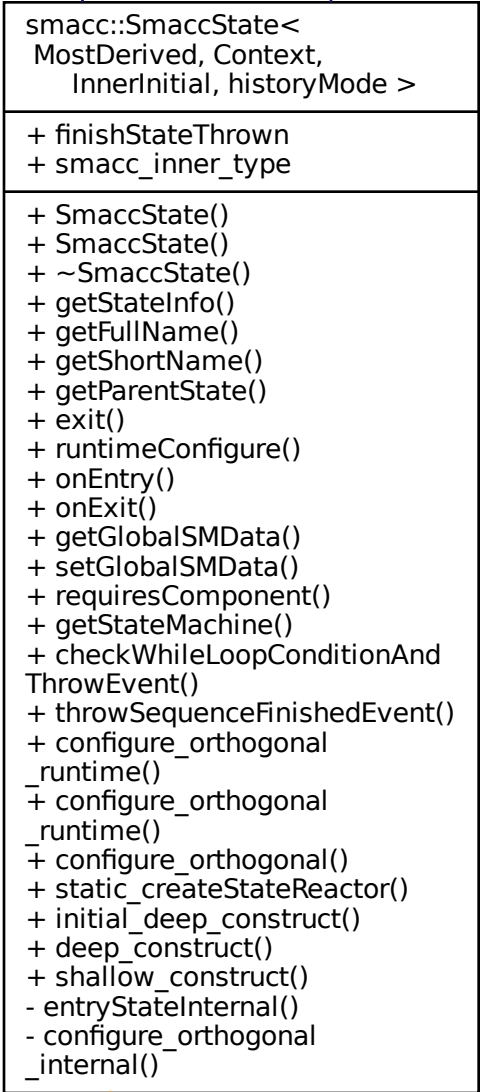 smacc::SmaccState<
MostDerived, Context,
InnerInitial, historyMode >
+ finishStateThrown
+ smacc_inner_type
+ SmaccState()
+ SmaccState()
+ ~SmaccState()
+ getStateInfo()
+ getFullName()
+ getShortName()
+ getParentState()
+ exit()
+ runtimeConfigure()
+ onEntry()
+ onExit()
+ getGlobalSMData()
+ setGlobalSMData()
+ requiresComponent()
+ getStateMachine()
+ checkWhileLoopConditionAnd
ThrowEvent()
+ throwSequenceFinishedEvent()
+ configure_orthogonal
_runtime()
+ configure_orthogonal
_runtime()
+ configure_orthogonal()
+ static_createStateReactor()
+ initial_deep_construct()
+ deep_construct()
+ shallow_construct()
- entryStateInternal()
- configure_orthogonal
_internal()